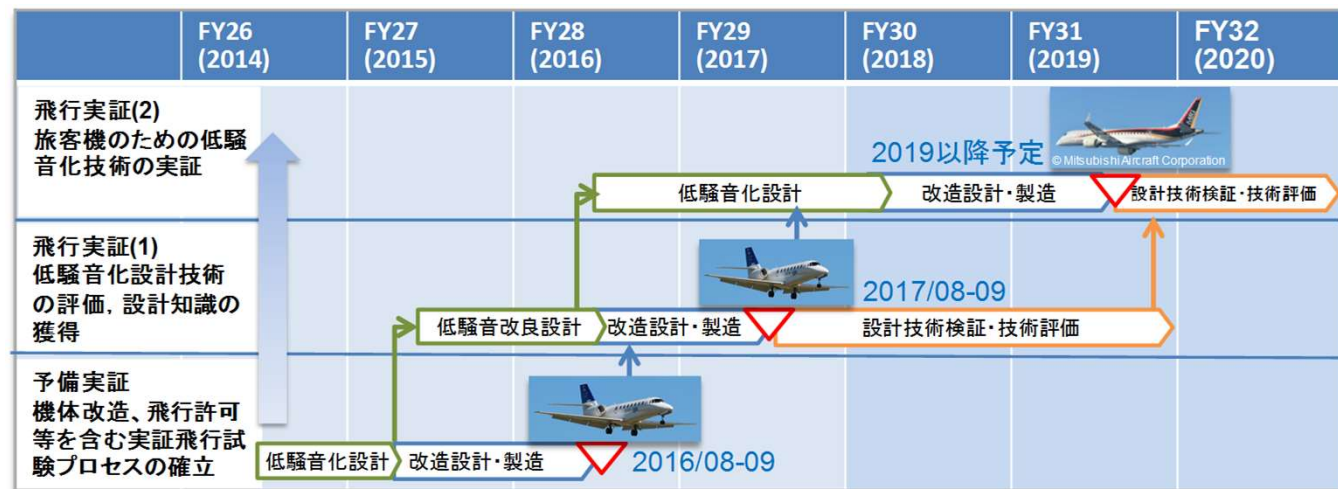 FY26
(2014)
FY27
(2015)
FY28
(2016)
FY29
(2017)
FY30
(2018)
FY31
(2019)
FY32
(2020)
飛行実証(2)
旅客機のための低騒
音化技術の実証
2019以降予定
© Mitsubishi Aircraft Corporation
低騒音化設計
改造設計・製造
設計技術検証・技術評価
飛行実証(1)
低騒音化設計技術
の評価，設計知識の
獲得
2017/08-09
低騒音改良設計
改造設計・製造
設計技術検証・技術評価
予備実証
機体改造、飛行許可
等を含む実証飛行試
験プロセスの確立
低騒音化設計
改造設計・製造
2016/08-09